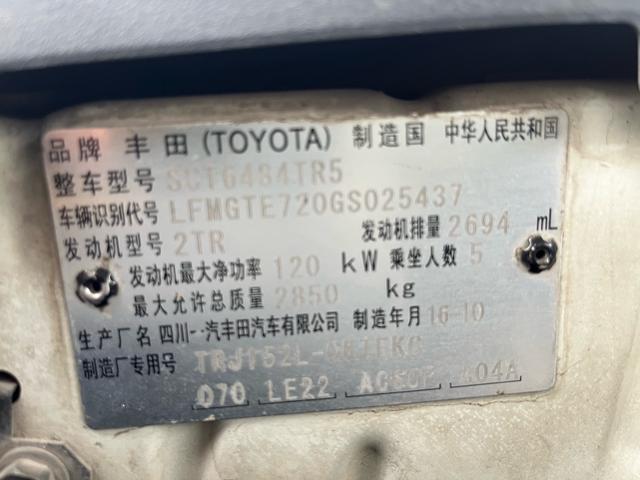 品牌 丰田(TOYOTA) 制造国 中华人民共和国
整车型号 SCT6484TR5
车辆识别代号 LFMGTE720GS025437
发动机型号 2TR 发动机排量 2694 mL
发动机最大净功率 120 kW 乘坐人数 5
最大允许总质量 2850 kg
生产厂名 四川一汽丰田汽车有限公司 制造年月 16-10
制造厂专用号
070 LE22 A04A